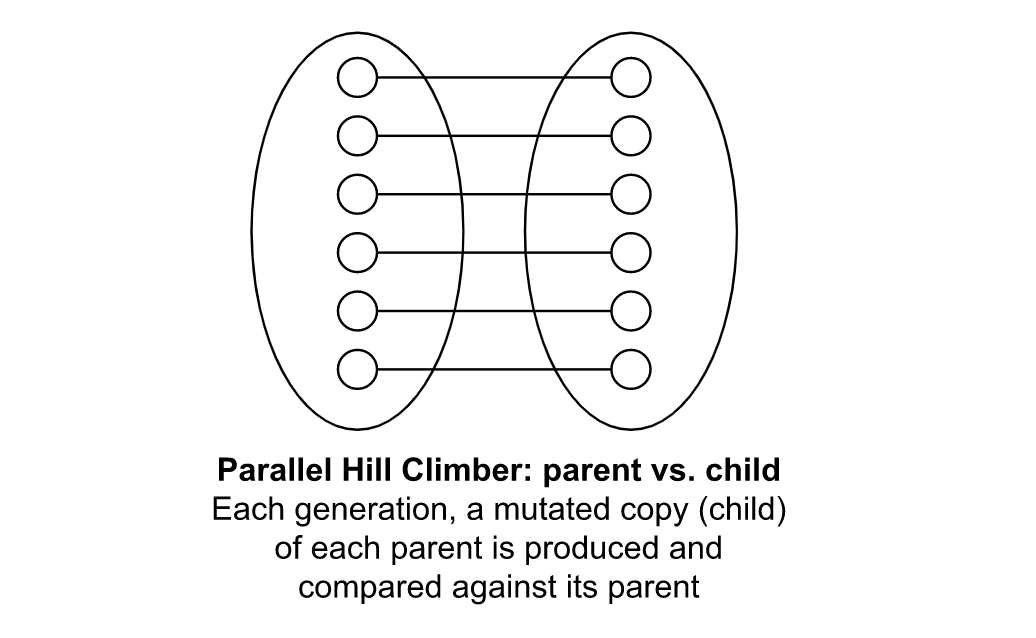 Parallel Hill Climber: parent vs. child
Each generation, a mutated copy (child)
of each parent is produced and
compared against its parent